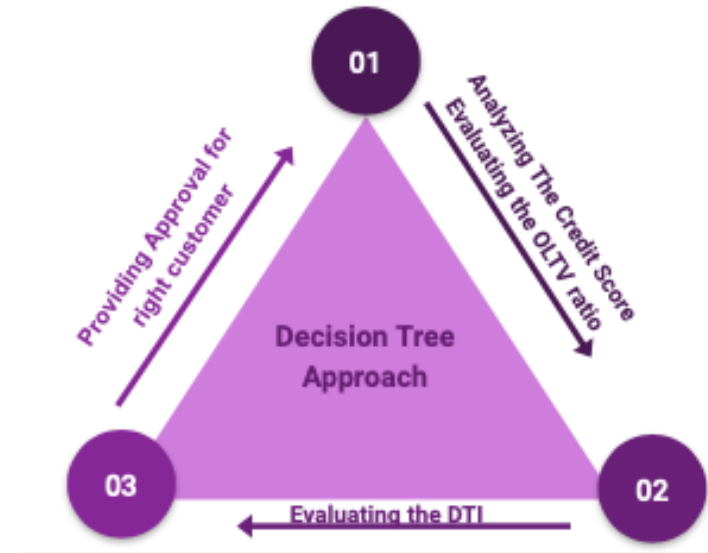 01
Analyzing The Credit Score
Evaluating the OLTV ratio
Providing Approval for
right customer
Decision Tree
Approach
03
02
Evaluating the DTI